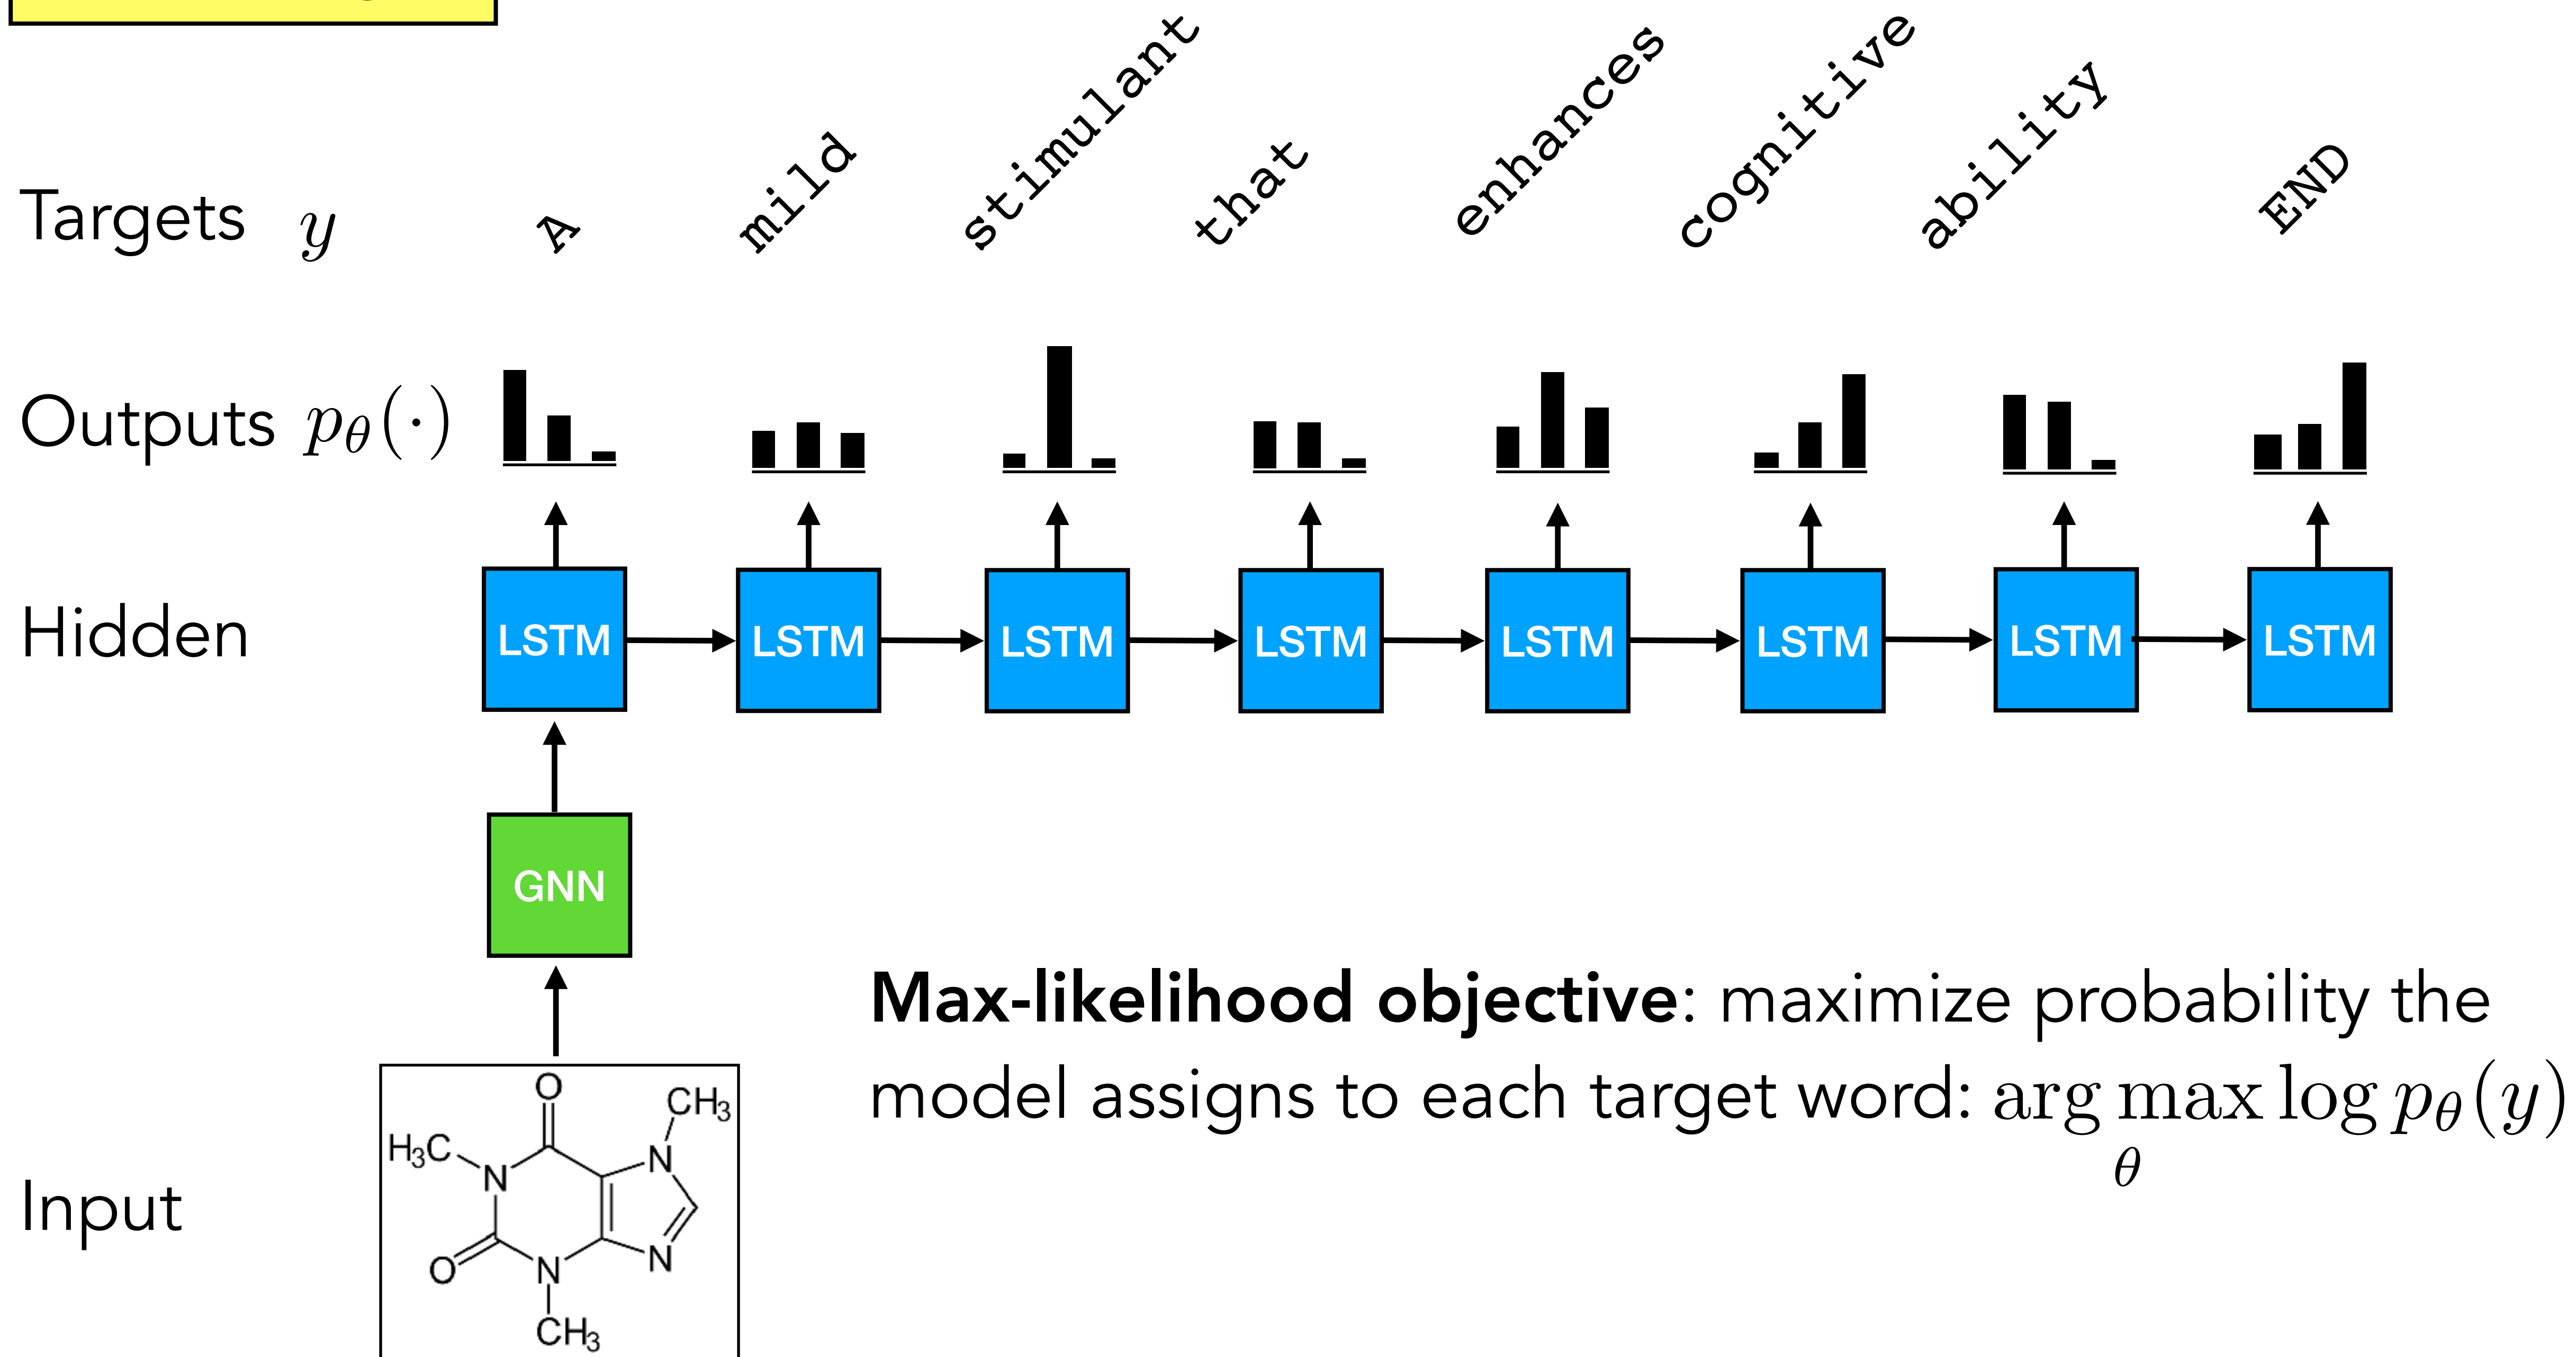 Targets y A mild stimulant that enhances cognitive ability END
Outputs p_θ(·)
Hidden LSTM LSTM LSTM LSTM LSTM LSTM LSTM LSTM
GNN
Max-likelihood objective: maximize probability the
model assigns to each target word: arg max log p_θ(y)
θ
Input
O
CH₃
H₃C
N
N
O
N
N
CH₃